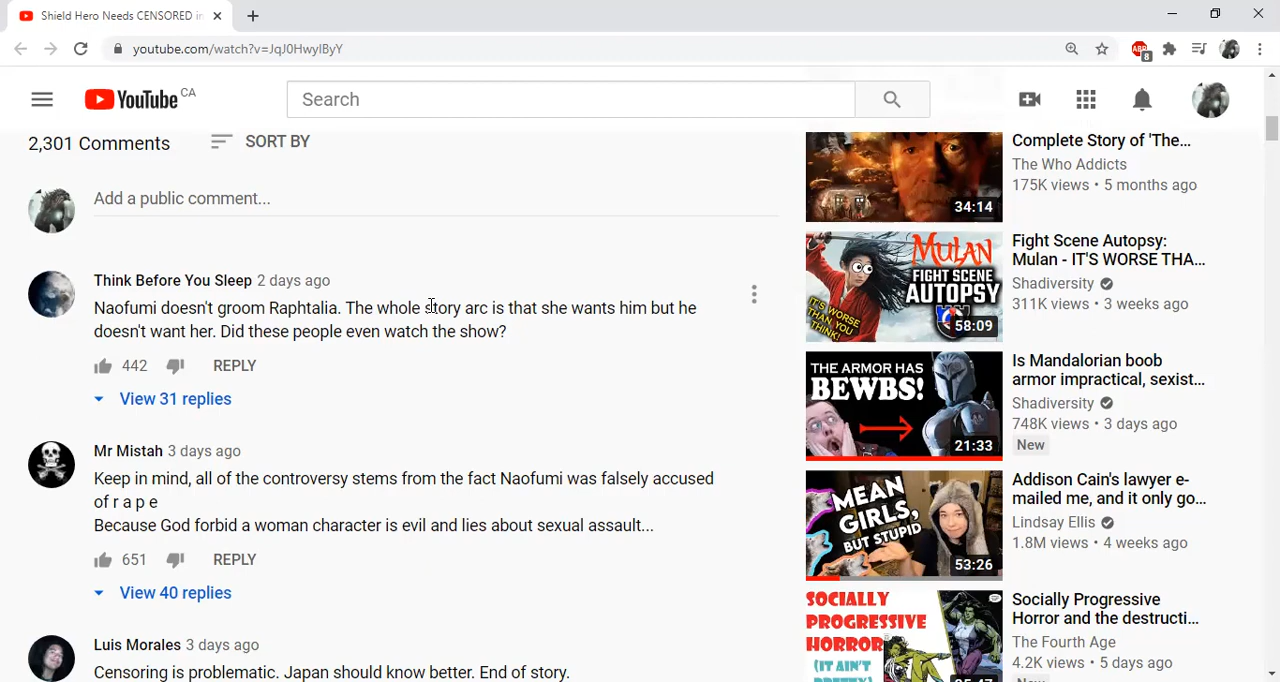 Shield Hero Needs CENSORED in
youtube.com/watch?v=JqJ0HwyIByY
ABP
8
YouTube CA
Search
2,301 Comments
SORT BY
Add a public comment...
Think Before You Sleep 2 days ago
Naofumi doesn't groom Raphtalia. The whole story arc is that she wants him but he
doesn't want her. Did these people even watch the show?
442
REPLY
View 31 replies
Mr Mistah 3 days ago
Keep in mind, all of the controversy stems from the fact Naofumi was falsely accused
of r a p e
Because God forbid a woman character is evil and lies about sexual assault...
651
REPLY
View 40 replies
Luis Morales 3 days ago
Censoring is problematic. Japan should know better. End of story.
34:14
Complete Story of 'The...
The Who Addicts
175K views • 5 months ago
MULAN
FIGHT SCENE
AUTOPSY
IT'S WORSE
THAN YOU
THINK!
58:09
Fight Scene Autopsy:
Mulan - IT'S WORSE THA...
Shadiversity
311K views • 3 weeks ago
THE ARMOR HAS
BEWBS!
21:33
Is Mandalorian boob
armor impractical, sexist...
Shadiversity
748K views • 3 days ago
New
MEAN
GIRLS,
BUT STUPID
53:26
Addison Cain's lawyer e-
mailed me, and it only go...
Lindsay Ellis
1.8M views • 4 weeks ago
SOCIALLY
PROGRESSIVE
HORROR
(IT AIN'T
Socially Progressive
Horror and the destructi...
The Fourth Age
4.2K views • 5 days ago